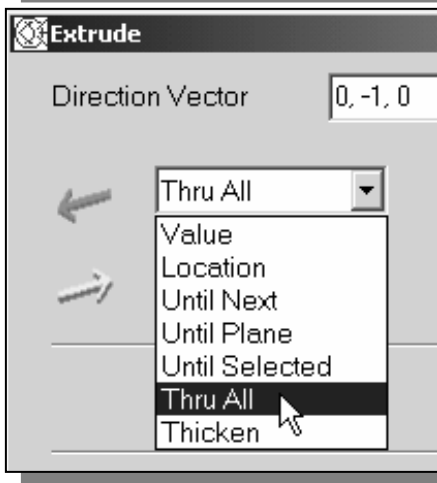 Extrude
Direction Vector 0, -1, 0
Thru All
Value
Location
Until Next
Until Plane
Until Selected
Thru All
Thicken